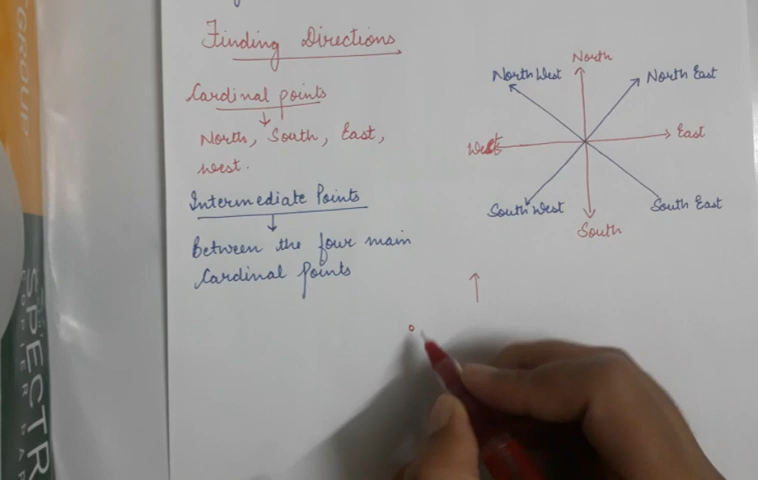 Finding Directions
Cardinal points
North, South, East,
west.
Intermediate Points
Between the four main
Cardinal Points
North
North West
North East
West
East
South West
South East
South
GROUP
SPECTR